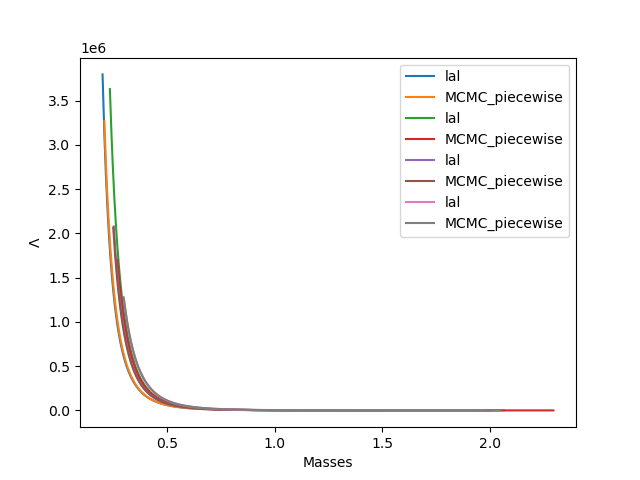 1e6
3.5
3.0
2.5
2.0
1.5
1.0
0.5
0.0
Λ
lal
MCMC_piecewise
lal
MCMC_piecewise
lal
MCMC_piecewise
lal
MCMC_piecewise
0.5 1.0 1.5 2.0
Masses